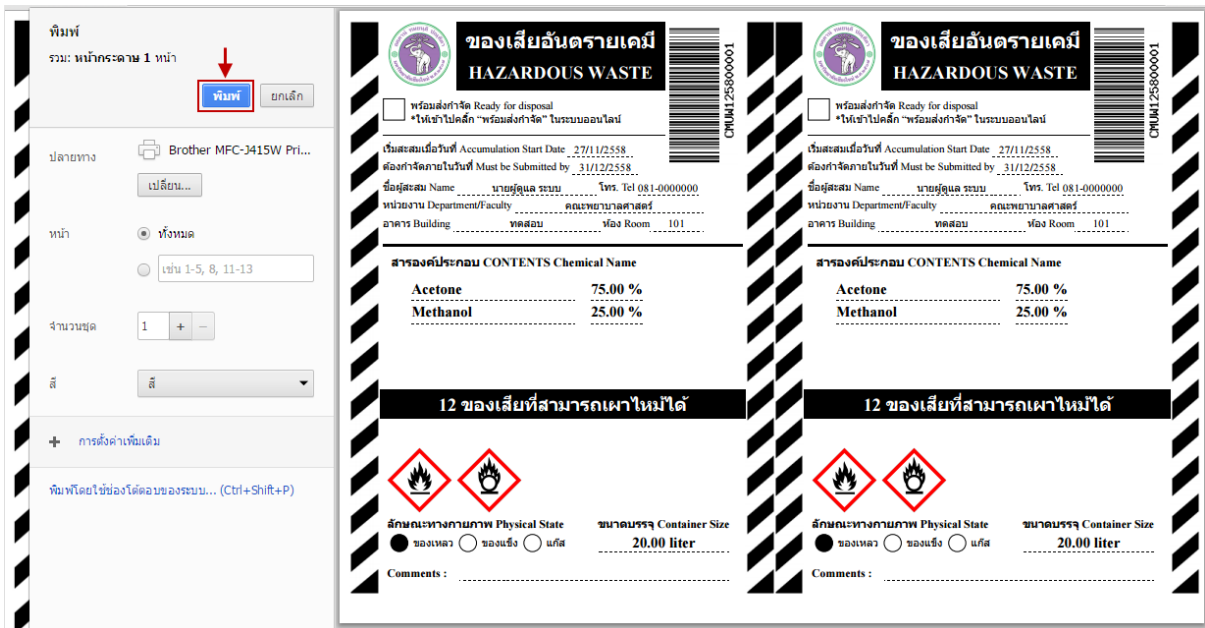 พิมพ์
รวม: หน้ากระดาษ 1 หน้า
พิมพ์ ยกเลิก
ปลายทาง Brother MFC-J415W Pri...
เปลี่ยน...
หน้า ทั้งหมด
เช่น 1-5, 8, 11-13
จำนวนชุด 1 + −
สี สี
+ การตั้งค่าเพิ่มเติม
พิมพ์โดยใช้ช่องโต้ตอบของระบบ... (Ctrl+Shift+P)
ของเสียอันตรายเคมี
HAZARDOUS WASTE
CMUW125800001
พร้อมส่งกำจัด Ready for disposal
*ให้เข้าไปคลิ๊ก “พร้อมส่งกำจัด” ในระบบออนไลน์
เริ่มสะสมเมื่อวันที่ Accumulation Start Date 27/11/2558
ต้องกำจัดภายในวันที่ Must be Submitted by 31/12/2558
ชื่อผู้สะสม Name นายผู้ดูแล ระบบ โทร. Tel 081-0000000
หน่วยงาน Department/Faculty คณะพยาบาลศาสตร์
อาคาร Building ทดสอบ ห้อง Room 101
สารองค์ประกอบ CONTENTS Chemical Name
Acetone 75.00 %
Methanol 25.00 %
12 ของเสียที่สามารถเผาไหม้ได้
ลักษณะทางกายภาพ Physical State ขนาดบรรจุ Container Size
ของเหลว ของแข็ง แก๊ส 20.00 liter
Comments :
ของเสียอันตรายเคมี
HAZARDOUS WASTE
CMUW125800001
พร้อมส่งกำจัด Ready for disposal
*ให้เข้าไปคลิ๊ก “พร้อมส่งกำจัด” ในระบบออนไลน์
เริ่มสะสมเมื่อวันที่ Accumulation Start Date 27/11/2558
ต้องกำจัดภายในวันที่ Must be Submitted by 31/12/2558
ชื่อผู้สะสม Name นายผู้ดูแล ระบบ โทร. Tel 081-0000000
หน่วยงาน Department/Faculty คณะพยาบาลศาสตร์
อาคาร Building ทดสอบ ห้อง Room 101
สารองค์ประกอบ CONTENTS Chemical Name
Acetone 75.00 %
Methanol 25.00 %
12 ของเสียที่สามารถเผาไหม้ได้
ลักษณะทางกายภาพ Physical State ขนาดบรรจุ Container Size
ของเหลว ของแข็ง แก๊ส 20.00 liter
Comments :